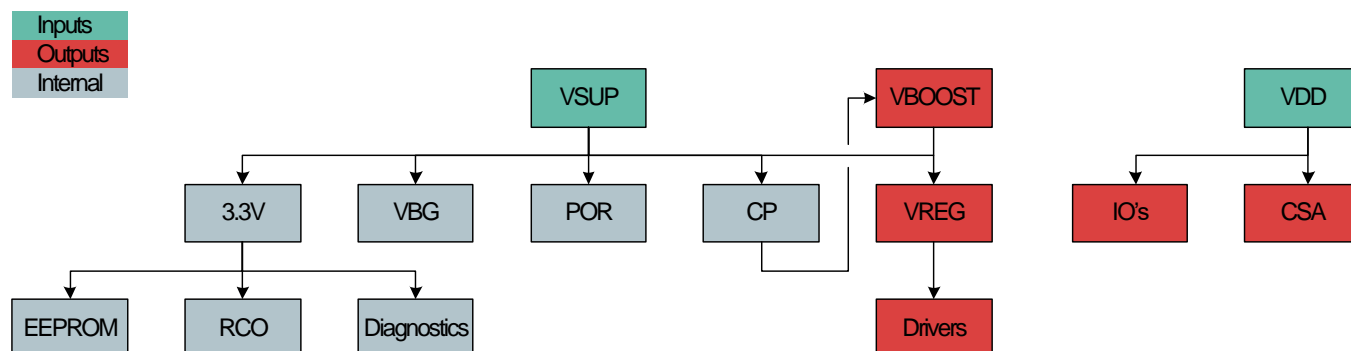 Inputs
Outputs
Internal
VSUP
VBOOST
VDD
3.3V
VBG
POR
CP
VREG
IO's
CSA
EEPROM
RCO
Diagnostics
Drivers